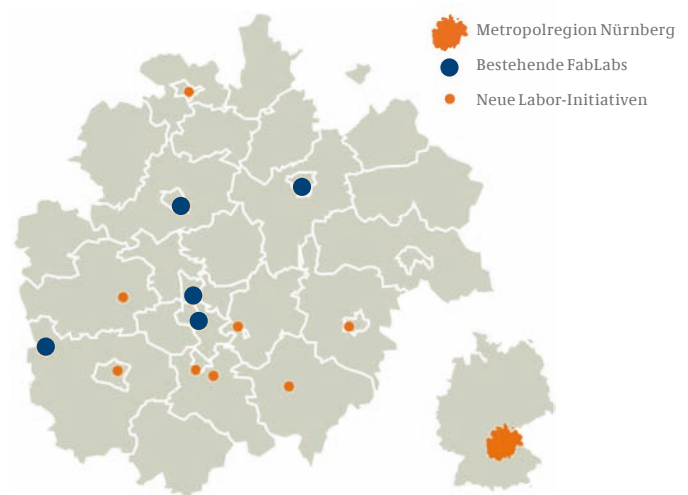 Metropolregion Nürnberg
Bestehende FabLabs
Neue Labor-Initiativen